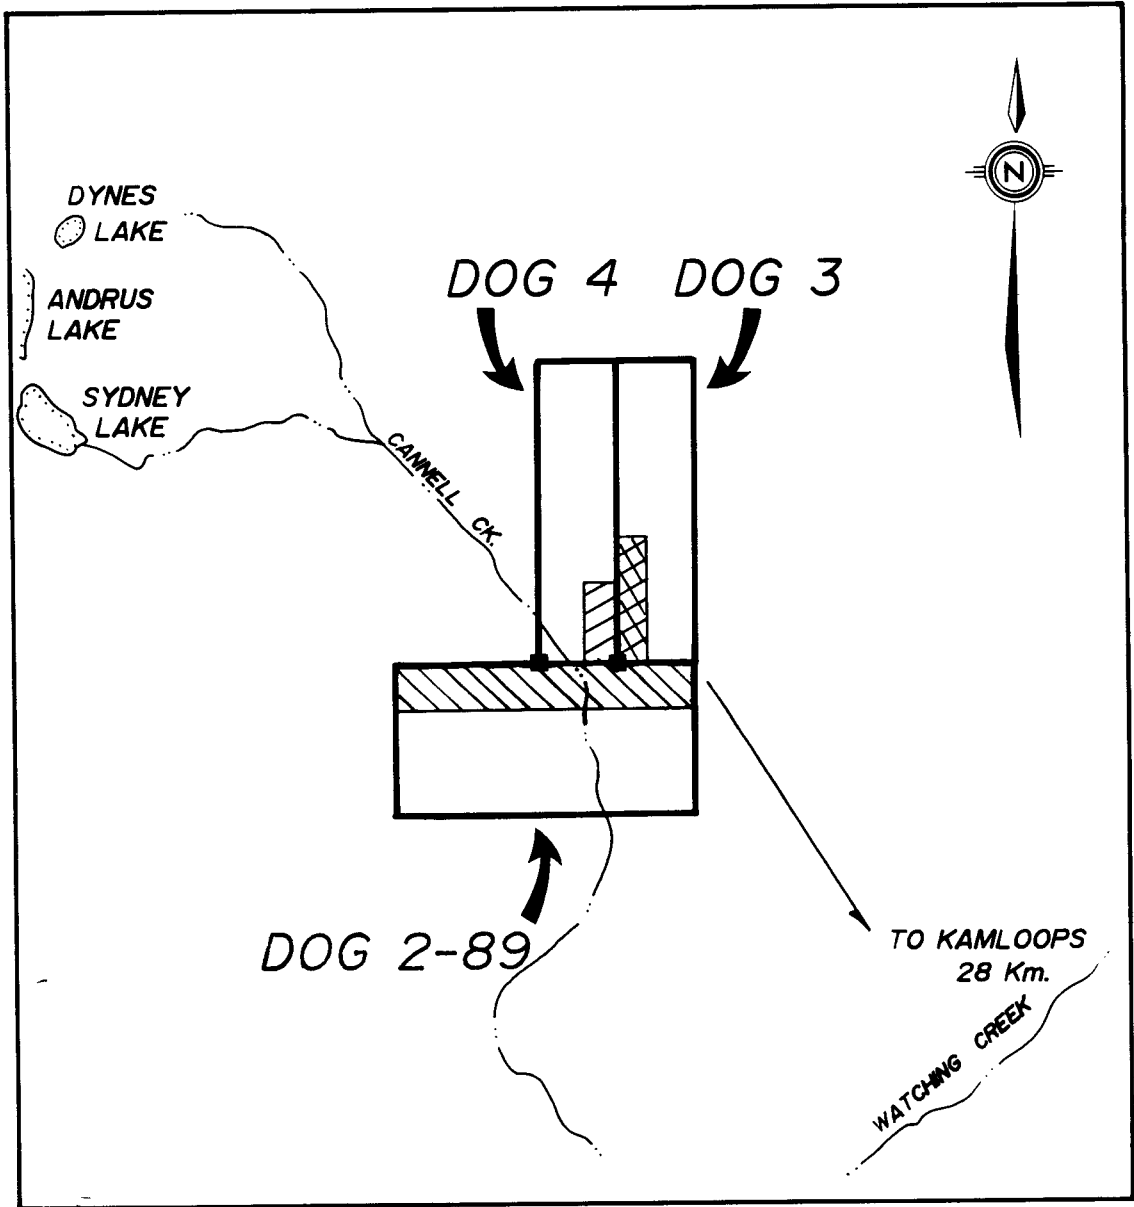 N
DYNES
LAKE
ANDRUS
LAKE
SYDNEY
LAKE
DOG 4
DOG 3
CANNELL CK.
DOG 2-89
TO KAMLOOPS
28 Km.
WATCHING CREEK